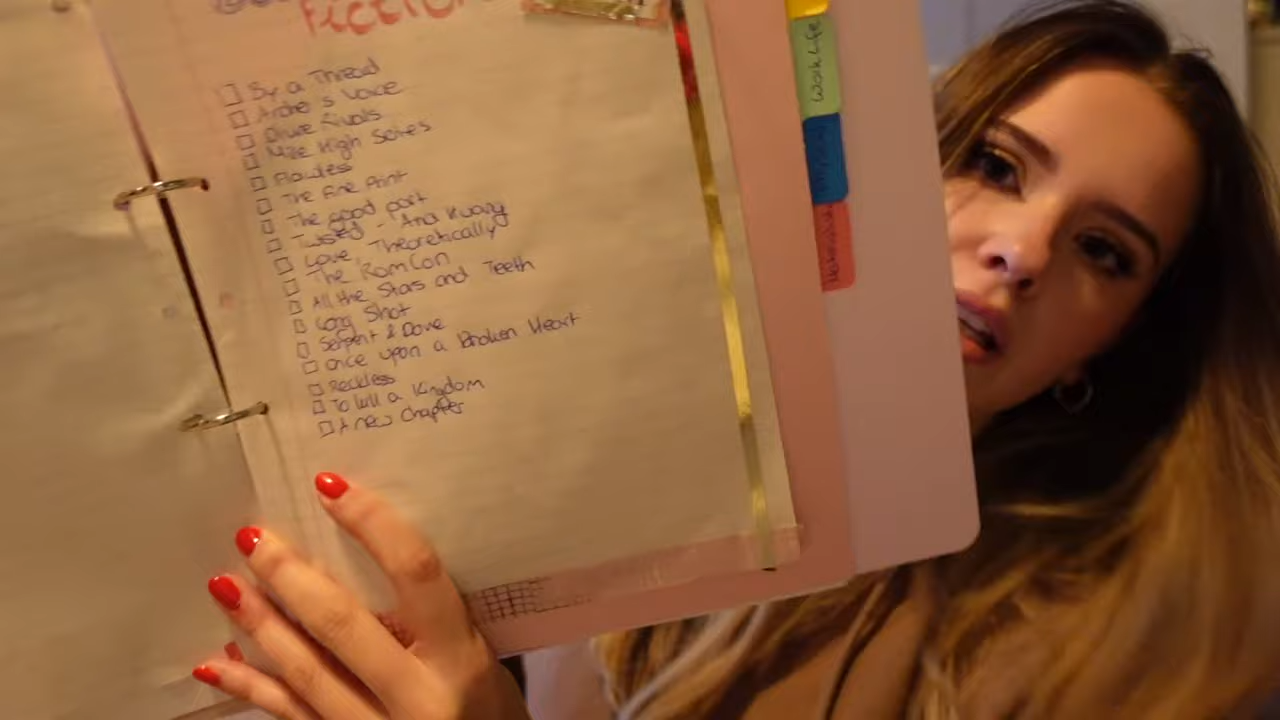 Fiction
By a Thread
Archer's Voice
Divine Rivals
Mile High Series
Flawless
The Fine Print
The good part
Twisted - Ana Huang
Love, Theoretically
The RomCon
All the Stars and Teeth
Long Shot
Serpent & Dove
Once upon a Broken Heart
Reckless
To kill a Kingdom
A new Chapter
Work Life